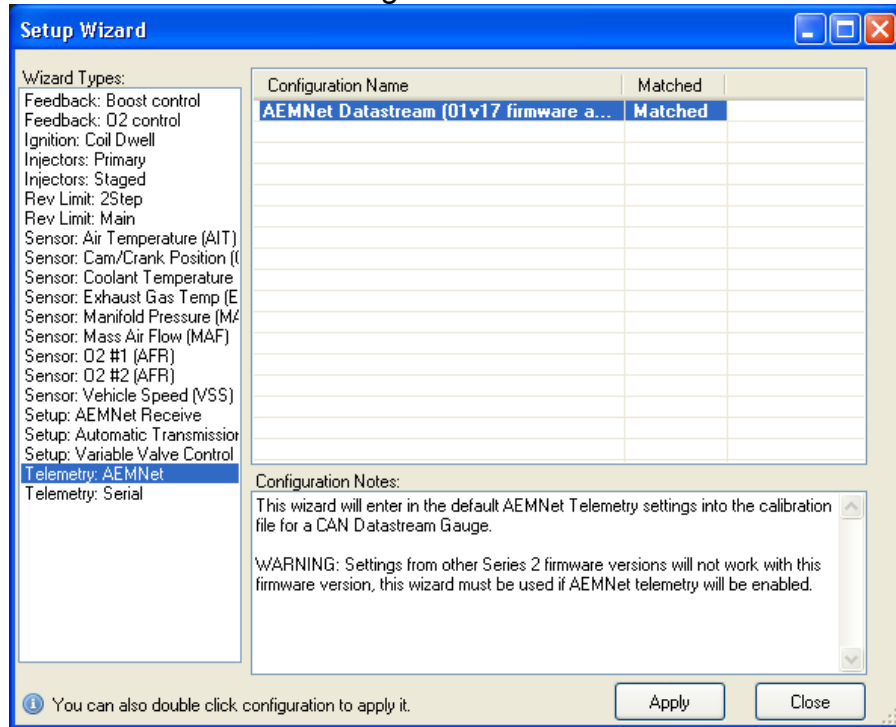 Setup Wizard
Wizard Types:
Feedback: Boost control
Feedback: O2 control
Ignition: Coil Dwell
Injectors: Primary
Injectors: Staged
Rev Limit: 2Step
Rev Limit: Main
Sensor: Air Temperature (AIT)
Sensor: Cam/Crank Position (
Sensor: Coolant Temperature
Sensor: Exhaust Gas Temp (E
Sensor: Manifold Pressure (MA
Sensor: Mass Air Flow (MAF)
Sensor: O2 #1 (AFR)
Sensor: O2 #2 (AFR)
Sensor: Vehicle Speed (VSS)
Setup: AEMNet Receive
Setup: Automatic Transmission
Setup: Variable Valve Control
Telemetry: AEMNet
Telemetry: Serial
Configuration Name Matched
AEMNet Datastream (01v17 firmware a... Matched
Configuration Notes:
This wizard will enter in the default AEMNet Telemetry settings into the calibration
file for a CAN Datastream Gauge.
WARNING: Settings from other Series 2 firmware versions will not work with this
firmware version, this wizard must be used if AEMNet telemetry will be enabled.
You can also double click configuration to apply it.
Apply
Close